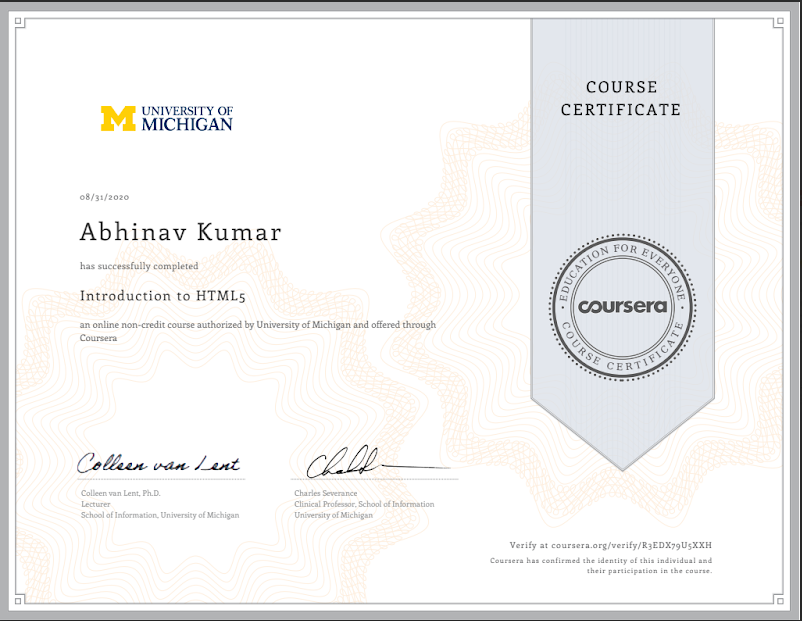 UNIVERSITY OF
MICHIGAN
COURSE
CERTIFICATE
08/31/2020
Abhinav Kumar
has successfully completed
Introduction to HTML5
an online non-credit course authorized by University of Michigan and offered through
Coursera
EDUCATION FOR EVERYONE
coursera
COURSE CERTIFICATE
Colleen van Lent
Colleen van Lent, Ph.D.
Lecturer
School of Information, University of Michigan
Charles Severance
Clinical Professor, School of Information
University of Michigan
Verify at coursera.org/verify/R3EDX79U5XXH
Coursera has confirmed the identity of this individual and
their participation in the course.